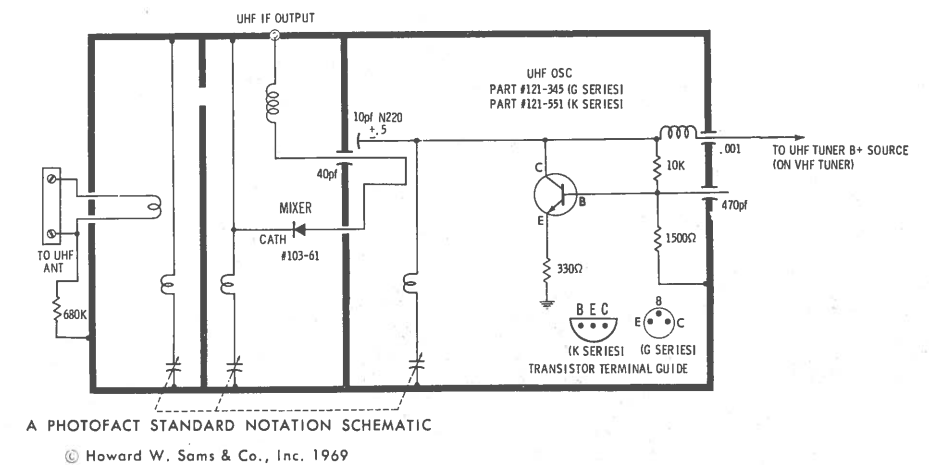 UHF IF OUTPUT
UHF OSC
PART #121-345 (G SERIES)
PART #121-551 (K SERIES)
10pf N220
±.5
.001
TO UHF TUNER B+ SOURCE
(ON VHF TUNER)
10K
C
40pf
B
470pf
E
MIXER
CATH
#103-61
1500Ω
TO UHF
ANT
330Ω
680K
B E C
B
E C
(K SERIES)
(G SERIES)
TRANSISTOR TERMINAL GUIDE
A PHOTOFACT STANDARD NOTATION SCHEMATIC
© Howard W. Sams & Co., Inc. 1969